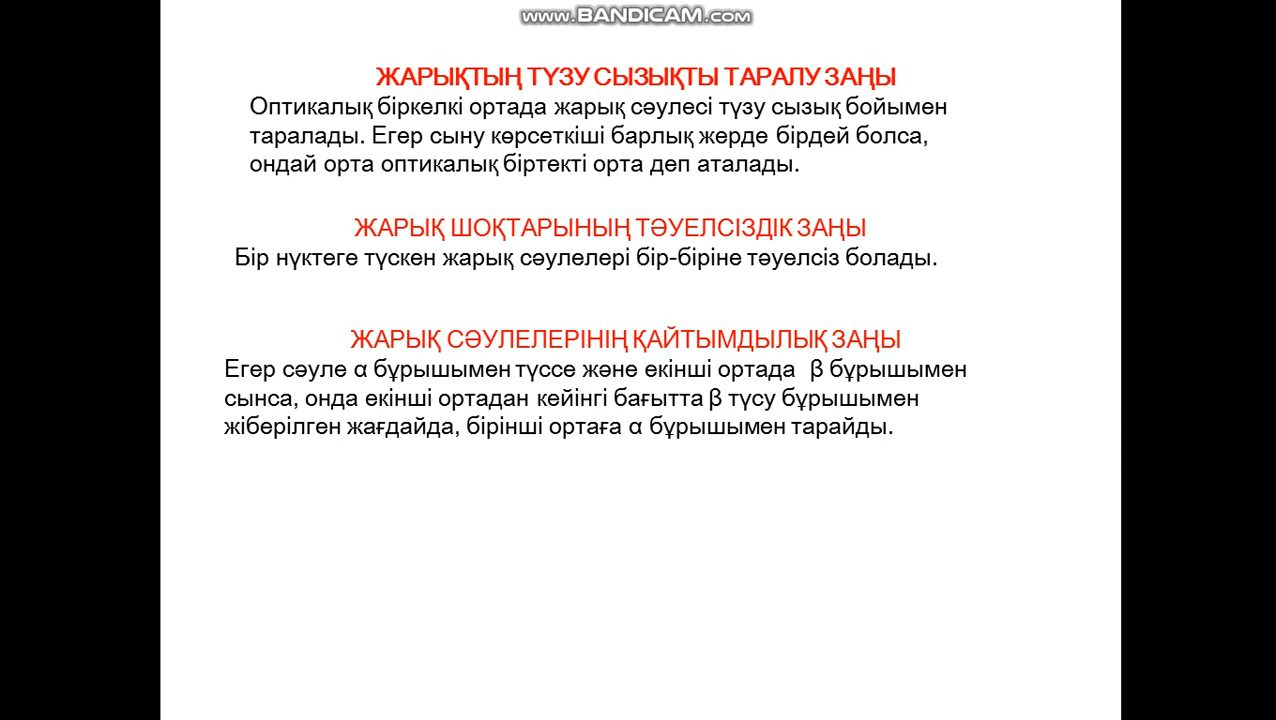 www.BANDICAM.com
ЖАРЫҚТЫҢ ТҮЗУ СЫЗЫҚТЫ ТАРАЛУ ЗАҢЫ
Оптикалық біркелкі ортада жарық сәулесі түзу сызық бойымен
таралады. Егер сыну көрсеткіші барлық жерде бірдей болса,
ондай орта оптикалық біртекті орта деп аталады.
ЖАРЫҚ ШОҚТАРЫНЫҢ ТӘУЕЛСІЗДІК ЗАҢЫ
Бір нүктеге түскен жарық сәулелері бір-біріне тәуелсіз болады.
ЖАРЫҚ СӘУЛЕЛЕРІНІҢ ҚАЙТЫМДЫЛЫҚ ЗАҢЫ
Егер сәуле α бұрышымен түссе және екінші ортада β бұрышымен
сынса, онда екінші ортадан кейінгі бағытта β түсу бұрышымен
жіберілген жағдайда, бірінші ортаға α бұрышымен тарайды.